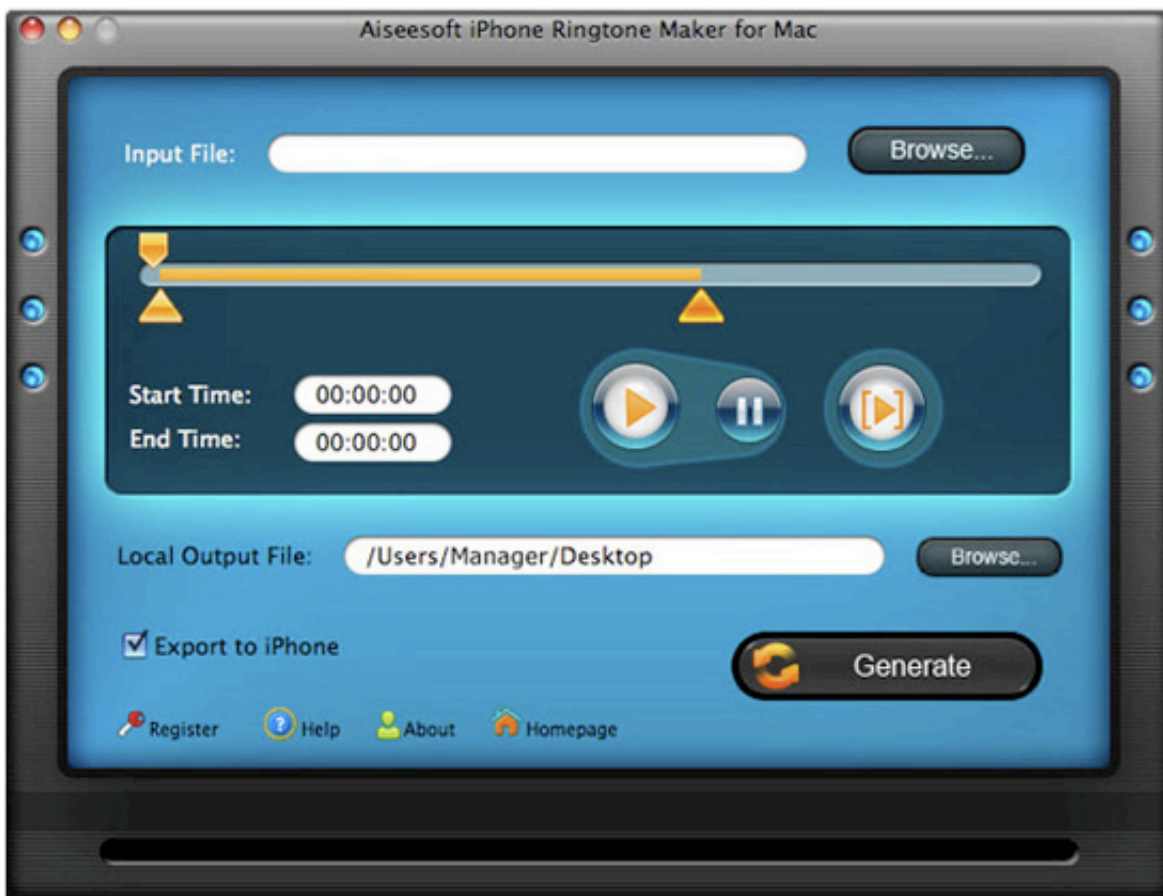 Aiseesoft iPhone Ringtone Maker for Mac
Input File: Browse...
Start Time: 00:00:00
End Time: 00:00:00
Local Output File: /Users/Manager/Desktop Browse...
Export to iPhone
Generate
Register ? Help About Homepage